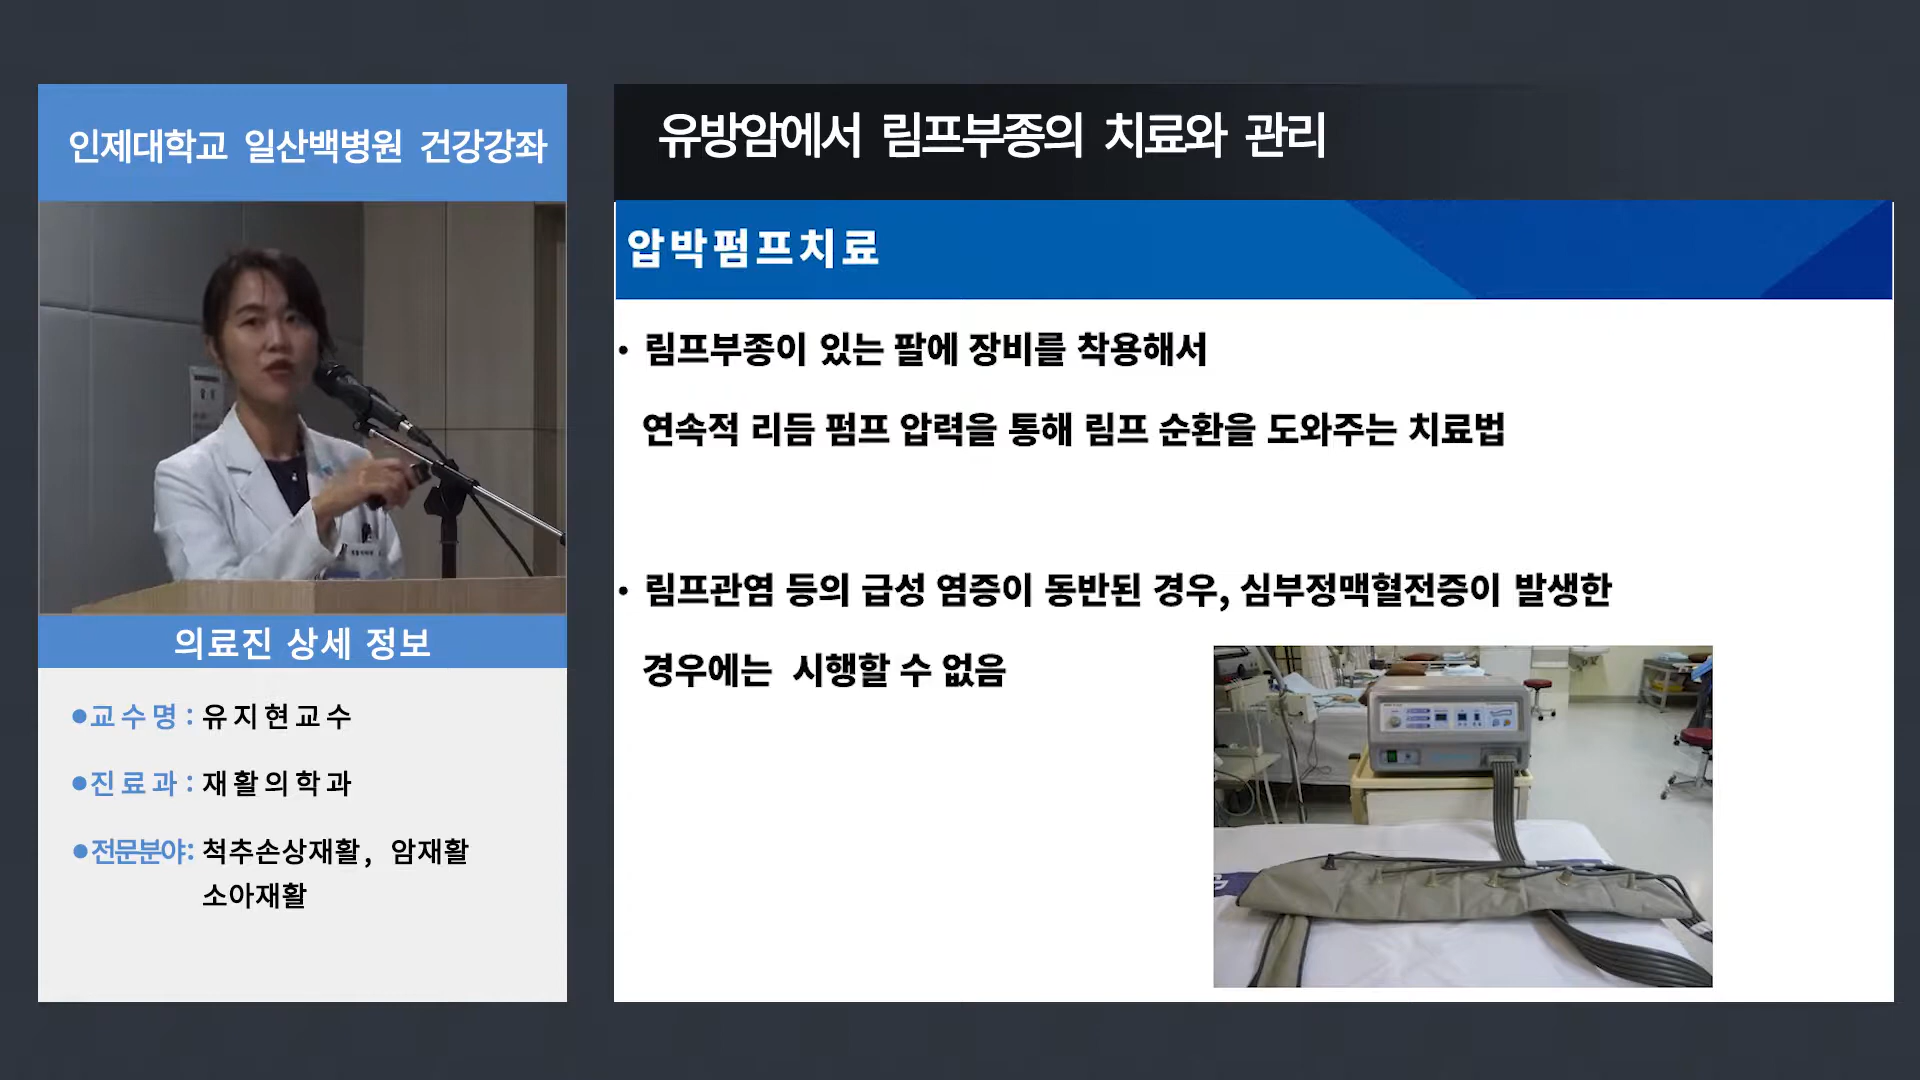 인제대학교 일산백병원 건강강좌
유방암에서 림프부종의 치료와 관리
압박펌프치료
• 림프부종이 있는 팔에 장비를 착용해서
연속적 리듬 펌프 압력을 통해 림프 순환을 도와주는 치료법
• 림프관염 등의 급성 염증이 동반된 경우, 심부정맥혈전증이 발생한
경우에는 시행할 수 없음
의료진 상세 정보
●교수명 : 유지현교수
●진료과 : 재활의학과
●전문분야: 척추손상재활, 암재활
소아재활